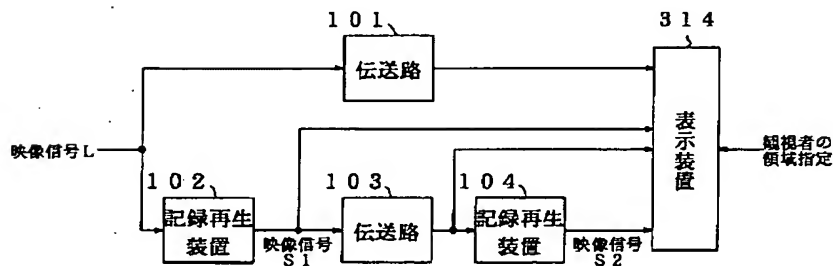 １０１
伝送路
３１４
表示装置
映像信号Ｌ
観視者の
領域指定
１０２
記録再生
装置
映像信号
Ｓ１
１０３
伝送路
１０４
記録再生
装置
映像信号
Ｓ２